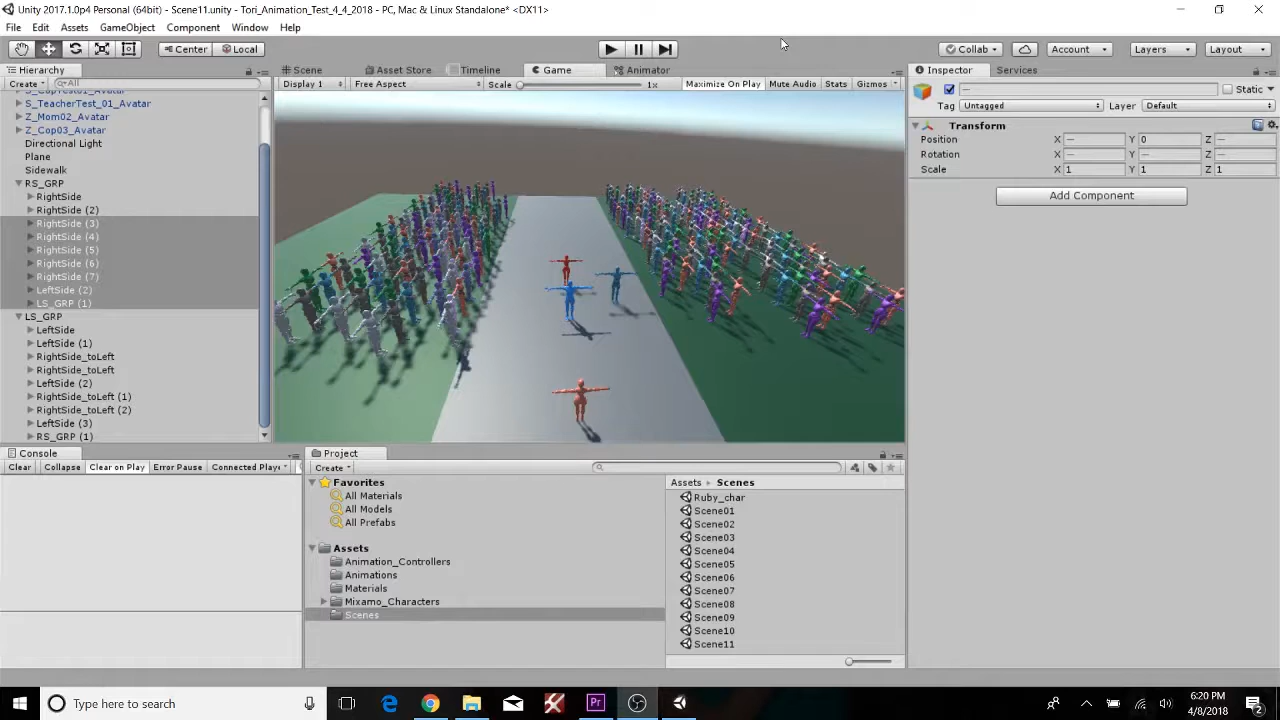 Unity 2017.1.0p4 Personal (64bit) - Scene11.unity - Tori_Animation_Test_4_4_2018 - PC, Mac & Linux Standalone* <DX11>
File Edit Assets GameObject Component Window Help
Center Local Collab Account Layers Layout
Hierarchy Scene Asset Store Timeline Game Animator Inspector Services
Create All Display 1 Free Aspect Scale 1x Maximize On Play Mute Audio Stats Gizmos Static
S_TeacherTest_01_Avatar
Z_Mom02_Avatar
Z_Cop03_Avatar
Directional Light
Plane
Sidewalk
RS_GRP
RightSide
RightSide (2)
RightSide (3)
RightSide (4)
RightSide (5)
RightSide (6)
RightSide (7)
LeftSide (2)
LS_GRP (1)
LS_GRP
LeftSide
LeftSide (1)
RightSide_toLeft
RightSide_toLeft
LeftSide (2)
RightSide_toLeft (1)
RightSide_toLeft (2)
LeftSide (3)
RS_GRP (1)
Tag Untagged Layer Default
Transform
Position X — Y 0 Z —
Rotation X — Y — Z —
Scale X 1 Y 1 Z 1
Add Component
Console
Clear Collapse Clear on Play Error Pause Connected Play
Project
Create
Favorites
All Materials
All Models
All Prefabs
Assets
Animation_Controllers
Animations
Materials
Mixamo_Characters
Scenes
Assets Scenes
Ruby_char
Scene01
Scene02
Scene03
Scene04
Scene05
Scene06
Scene07
Scene08
Scene09
Scene10
Scene11
Type here to search
Pr
6:20 PM
4/8/2018